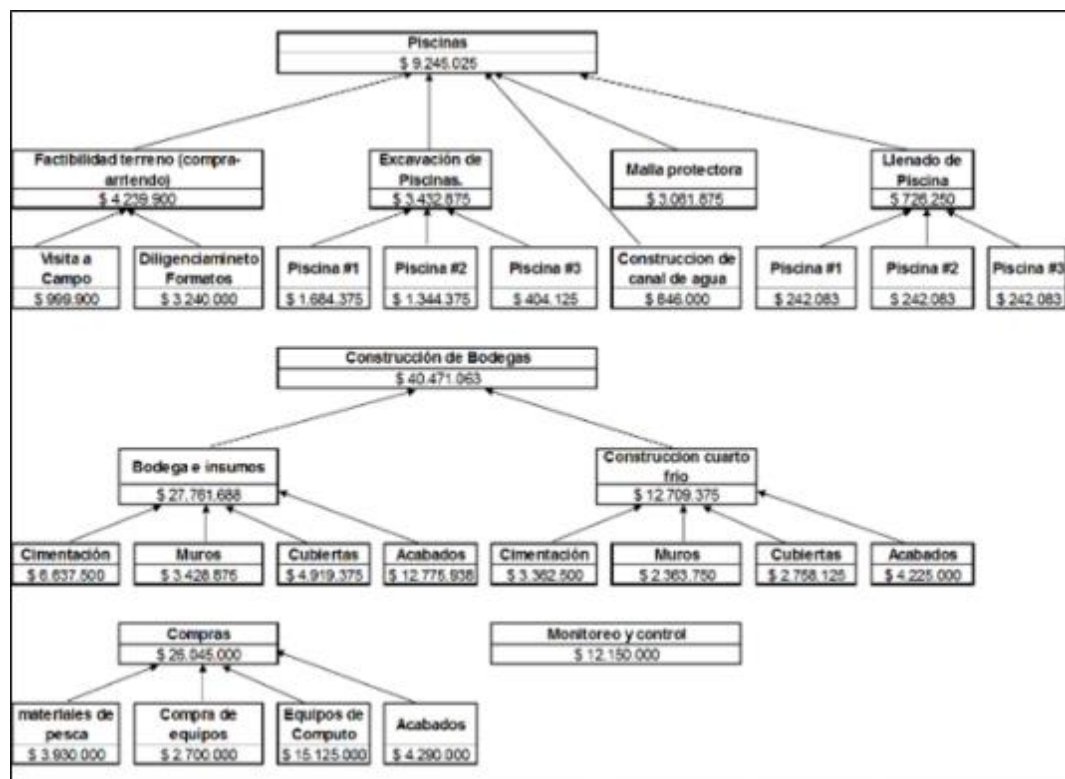 Piscinas
$ 9.245.025
Factibilidad terreno (compra-
arriendo)
$ 4.239.900
Excavación de
Piscinas.
$ 3.432.875
Malla protectora
$ 3.061.875
Llenado de
Piscina
$ 726.250
Visita a
Campo
$ 999.900
Diligenciamineto
Formatos
$ 3.240.000
Piscina #1
$ 1.684.375
Piscina #2
$ 1.344.375
Piscina #3
$ 404.125
Construccion de
canal de agua
$ 846.000
Piscina #1
$ 242.083
Piscina #2
$ 242.083
Piscina #3
$ 242.083
Construcción de Bodegas
$ 40.471.063
Bodega e insumos
$ 27.761.688
Construccion cuarto
frio
$ 12.709.375
Cimentación
$ 6.637.500
Muros
$ 3.428.875
Cubiertas
$ 4.919.375
Acabados
$ 12.775.938
Cimentación
$ 3.362.500
Muros
$ 2.363.750
Cubiertas
$ 2.758.125
Acabados
$ 4.225.000
Compras
$ 26.045.000
Monitoreo y control
$ 12.150.000
materiales de
pesca
$ 3.930.000
Compra de
equipos
$ 2.700.000
Equipos de
Computo
$ 15.125.000
Acabados
$ 4.290.000